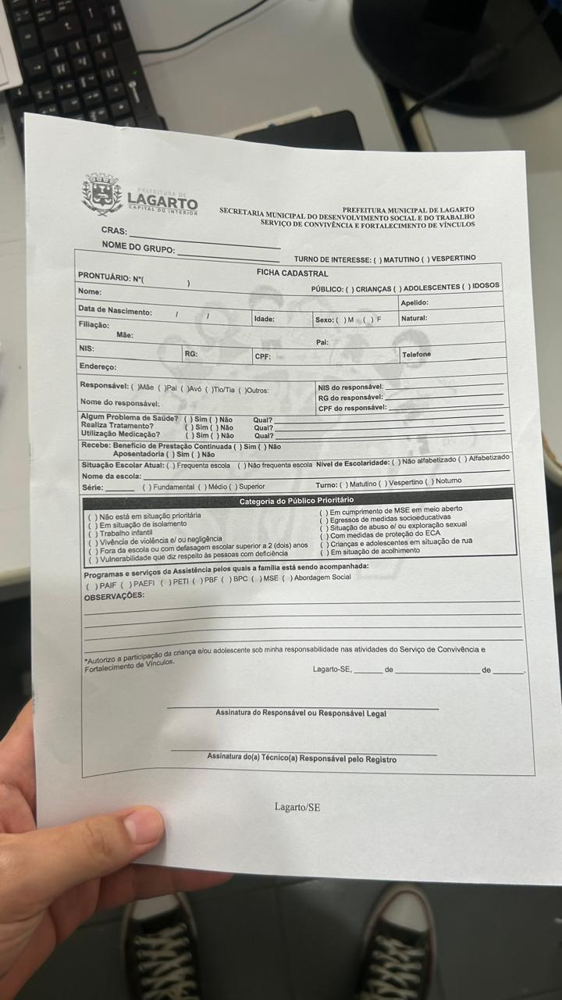 PREFEITURA DE
LAGARTO
CAPITAL DO INTERIOR
PREFEITURA MUNICIPAL DE LAGARTO
SECRETARIA MUNICIPAL DO DESENVOLVIMENTO SOCIAL E DO TRABALHO
SERVIÇO DE CONVIVÊNCIA E FORTALECIMENTO DE VÍNCULOS
CRAS: ____________________
NOME DO GRUPO: ____________________
TURNO DE INTERESSE: ( ) MATUTINO ( ) VESPERTINO
FICHA CADASTRAL
PRONTUÁRIO: Nº( )
PÚBLICO: ( ) CRIANÇAS ( ) ADOLESCENTES ( ) IDOSOS
Nome: Apelido:
Data de Nascimento: / / Idade: Sexo: ( ) M ( ) F Natural:
Filiação:
Mãe: Pai:
NIS: RG: CPF: Telefone
Endereço:
Responsável: ( )Mãe ( )Pai ( )Avó ( )Tio/Tia ( )Outros: NIS do responsável: ____________________
RG do responsável: ____________________
Nome do responsável: CPF do responsável: ____________________
Algum Problema de Saúde? ( ) Sim ( ) Não Qual? ____________________
Realiza Tratamento? ( ) Sim ( ) Não Qual? ____________________
Utilização Medicação? ( ) Sim ( ) Não Qual? ____________________
Recebe: Benefício de Prestação Continuada ( ) Sim ( ) Não
Aposentadoria ( ) Sim ( ) Não
Situação Escolar Atual: ( ) Frequenta escola ( ) Não frequenta escola Nível de Escolaridade: ( ) Não alfabetizado ( ) Alfabetizado
Nome da escola: ____________________
Série: ______ ( ) Fundamental ( ) Médio ( ) Superior Turno: ( ) Matutino ( ) Vespertino ( ) Noturno
Categoria do Público Prioritário
( ) Não está em situação prioritária
( ) Em situação de isolamento
( ) Trabalho infantil
( ) Vivência de violência e/ ou negligência
( ) Fora da escola ou com defasagem escolar superior a 2 (dois) anos
( ) Vulnerabilidade que diz respeito às pessoas com deficiência
( ) Em cumprimento de MSE em meio aberto
( ) Egressos de medidas socioeducativas
( ) Situação de abuso e/ ou exploração sexual
( ) Com medidas de proteção do ECA
( ) Crianças e adolescentes em situação de rua
( ) Em situação de acolhimento
Programas e serviços da Assistência pelos quais a família está sendo acompanhada:
( ) PAIF ( ) PAEFI ( ) PETI ( ) PBF ( ) BPC ( ) MSE ( ) Abordagem Social
OBSERVAÇÕES:
*Autorizo a participação da criança e/ou adolescente sob minha responsabilidade nas atividades do Serviço de Convivência e
Fortalecimento de Vínculos.
Lagarto-SE, ______ de ____________________ de ______.
Assinatura do Responsável ou Responsável Legal
Assinatura do(a) Técnico(a) Responsável pelo Registro
Lagarto/SE